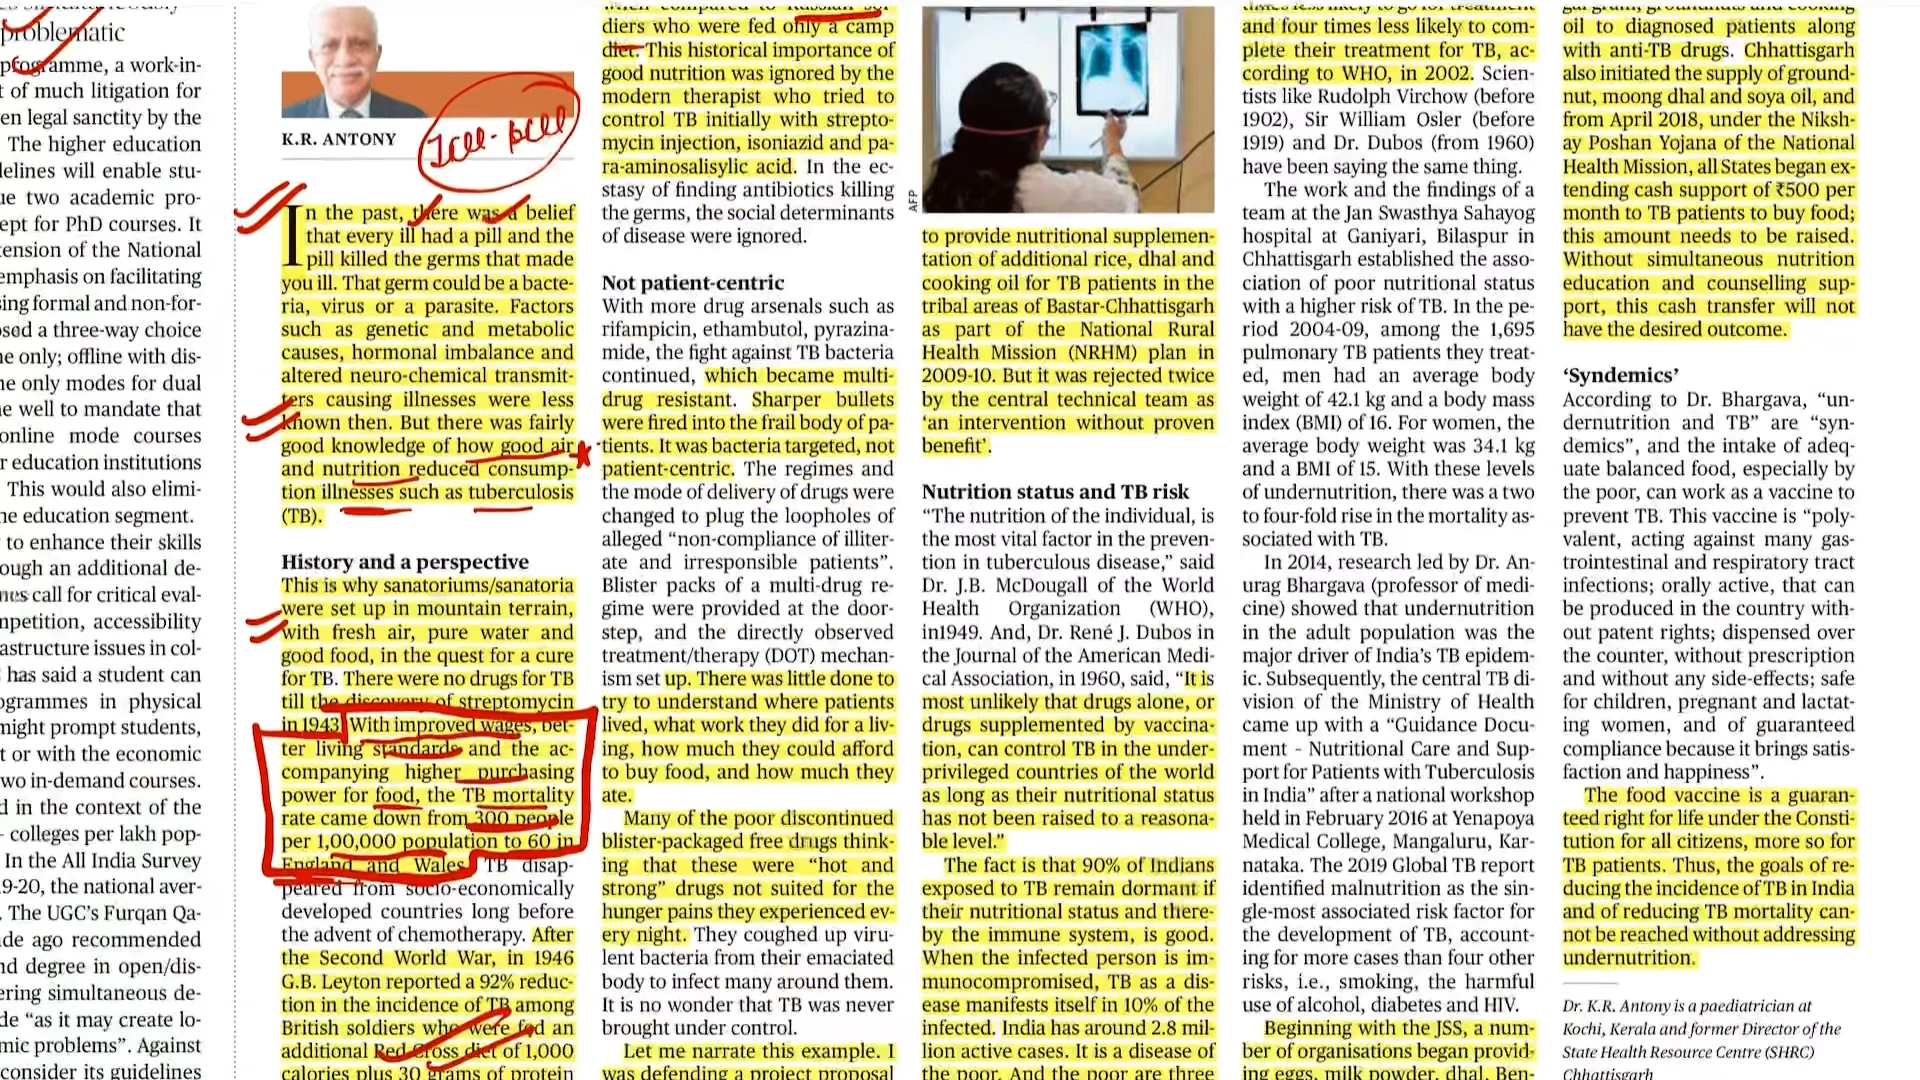 problematic
programme, a work-in-
t of much litigation for
en legal sanctity by the
The higher education
delines will enable stu-
ue two academic pro-
ept for PhD courses. It
tension of the National
emphasis on facilitating
sing formal and non-for-
osed a three-way choice
ne only; offline with dis-
ne only modes for dual
e well to mandate that
online mode courses
r education institutions
This would also elimi-
he education segment.
to enhance their skills
ough an additional de-
nes call for critical eval-
mpetition, accessibility
astructure issues in col-
has said a student can
ogrammes in physical
might prompt students,
t or with the economic
two in-demand courses.
d in the context of the
- colleges per lakh pop-
In the All India Survey
19-20, the national aver-
. The UGC's Furqan Qa-
de ago recommended
nd degree in open/dis-
ering simultaneous de-
de “as it may create lo-
mic problems”. Against
consider its guidelines
K.R. ANTONY
In the past, there was a belief
that every ill had a pill and the
pill killed the germs that made
you ill. That germ could be a bacte-
ria, virus or a parasite. Factors
such as genetic and metabolic
causes, hormonal imbalance and
altered neuro-chemical transmit-
ters causing illnesses were less
known then. But there was fairly
good knowledge of how good air
and nutrition reduced consump-
tion illnesses such as tuberculosis
(TB).
History and a perspective
This is why sanatoriums/sanatoria
were set up in mountain terrain,
with fresh air, pure water and
good food, in the quest for a cure
for TB. There were no drugs for TB
till the discovery of streptomycin
in 1943. With improved wages, bet-
ter living standards and the ac-
companying higher purchasing
power for food, the TB mortality
rate came down from 300 people
per 1,00,000 population to 60 in
England and Wales. TB disap-
peared from socio-economically
developed countries long before
the advent of chemotherapy. After
the Second World War, in 1946
G.B. Leyton reported a 92% reduc-
tion in the incidence of TB among
British soldiers who were fed an
additional Red Cross diet of 1,000
calories plus 30 grams of protein
when compared to Russian sol-
diers who were fed only a camp
diet. This historical importance of
good nutrition was ignored by the
modern therapist who tried to
control TB initially with strepto-
mycin injection, isoniazid and pa-
ra-aminosalisylic acid. In the ec-
stasy of finding antibiotics killing
the germs, the social determinants
of disease were ignored.
Not patient-centric
With more drug arsenals such as
rifampicin, ethambutol, pyrazina-
mide, the fight against TB bacteria
continued, which became multi-
drug resistant. Sharper bullets
were fired into the frail body of pa-
tients. It was bacteria targeted, not
patient-centric. The regimes and
the mode of delivery of drugs were
changed to plug the loopholes of
alleged “non-compliance of illiter-
ate and irresponsible patients”.
Blister packs of a multi-drug re-
gime were provided at the door-
step, and the directly observed
treatment/therapy (DOT) mechan-
ism set up. There was little done to
try to understand where patients
lived, what work they did for a liv-
ing, how much they could afford
to buy food, and how much they
ate.
Many of the poor discontinued
blister-packaged free drugs think-
ing that these were “hot and
strong” drugs not suited for the
hunger pains they experienced ev-
ery night. They coughed up viru-
lent bacteria from their emaciated
body to infect many around them.
It is no wonder that TB was never
brought under control.
Let me narrate this example. I
was defending a project proposal
AFP
to provide nutritional supplemen-
tation of additional rice, dhal and
cooking oil for TB patients in the
tribal areas of Bastar-Chhattisgarh
as part of the National Rural
Health Mission (NRHM) plan in
2009-10. But it was rejected twice
by the central technical team as
‘an intervention without proven
benefit’.
Nutrition status and TB risk
“The nutrition of the individual, is
the most vital factor in the preven-
tion in tuberculous disease,” said
Dr. J.B. McDougall of the World
Health Organization (WHO),
in1949. And, Dr. René J. Dubos in
the Journal of the American Medi-
cal Association, in 1960, said, “It is
most unlikely that drugs alone, or
drugs supplemented by vaccina-
tion, can control TB in the under-
privileged countries of the world
as long as their nutritional status
has not been raised to a reasona-
ble level.”
The fact is that 90% of Indians
exposed to TB remain dormant if
their nutritional status and there-
by the immune system, is good.
When the infected person is im-
munocompromised, TB as a dis-
ease manifests itself in 10% of the
infected. India has around 2.8 mil-
lion active cases. It is a disease of
the poor. And the poor are three
times less likely to go for treatment
and four times less likely to com-
plete their treatment for TB, ac-
cording to WHO, in 2002. Scien-
tists like Rudolph Virchow (before
1902), Sir William Osler (before
1919) and Dr. Dubos (from 1960)
have been saying the same thing.
The work and the findings of a
team at the Jan Swasthya Sahayog
hospital at Ganiyari, Bilaspur in
Chhattisgarh established the asso-
ciation of poor nutritional status
with a higher risk of TB. In the pe-
riod 2004-09, among the 1,695
pulmonary TB patients they treat-
ed, men had an average body
weight of 42.1 kg and a body mass
index (BMI) of 16. For women, the
average body weight was 34.1 kg
and a BMI of 15. With these levels
of undernutrition, there was a two
to four-fold rise in the mortality as-
sociated with TB.
In 2014, research led by Dr. An-
urag Bhargava (professor of medi-
cine) showed that undernutrition
in the adult population was the
major driver of India's TB epidem-
ic. Subsequently, the central TB di-
vision of the Ministry of Health
came up with a “Guidance Docu-
ment - Nutritional Care and Sup-
port for Patients with Tuberculosis
in India” after a national workshop
held in February 2016 at Yenapoya
Medical College, Mangaluru, Kar-
nataka. The 2019 Global TB report
identified malnutrition as the sin-
gle-most associated risk factor for
the development of TB, account-
ing for more cases than four other
risks, i.e., smoking, the harmful
use of alcohol, diabetes and HIV.
Beginning with the JSS, a num-
ber of organisations began provid-
ing eggs, milk powder, dhal, Ben-
gal gram, groundnuts and cooking
oil to diagnosed patients along
with anti-TB drugs. Chhattisgarh
also initiated the supply of ground-
nut, moong dhal and soya oil, and
from April 2018, under the Niksh-
ay Poshan Yojana of the National
Health Mission, all States began ex-
tending cash support of ₹500 per
month to TB patients to buy food;
this amount needs to be raised.
Without simultaneous nutrition
education and counselling sup-
port, this cash transfer will not
have the desired outcome.
‘Syndemics’
According to Dr. Bhargava, “un-
dernutrition and TB” are “syn-
demics”, and the intake of adeq-
uate balanced food, especially by
the poor, can work as a vaccine to
prevent TB. This vaccine is “poly-
valent, acting against many gas-
trointestinal and respiratory tract
infections; orally active, that can
be produced in the country with-
out patent rights; dispensed over
the counter, without prescription
and without any side-effects; safe
for children, pregnant and lactat-
ing women, and of guaranteed
compliance because it brings satis-
faction and happiness”.
The food vaccine is a guaran-
teed right for life under the Consti-
tution for all citizens, more so for
TB patients. Thus, the goals of re-
ducing the incidence of TB in India
and of reducing TB mortality can-
not be reached without addressing
undernutrition.
Dr. K.R. Antony is a paediatrician at
Kochi, Kerala and former Director of the
State Health Resource Centre (SHRC)
Chhattisgarh